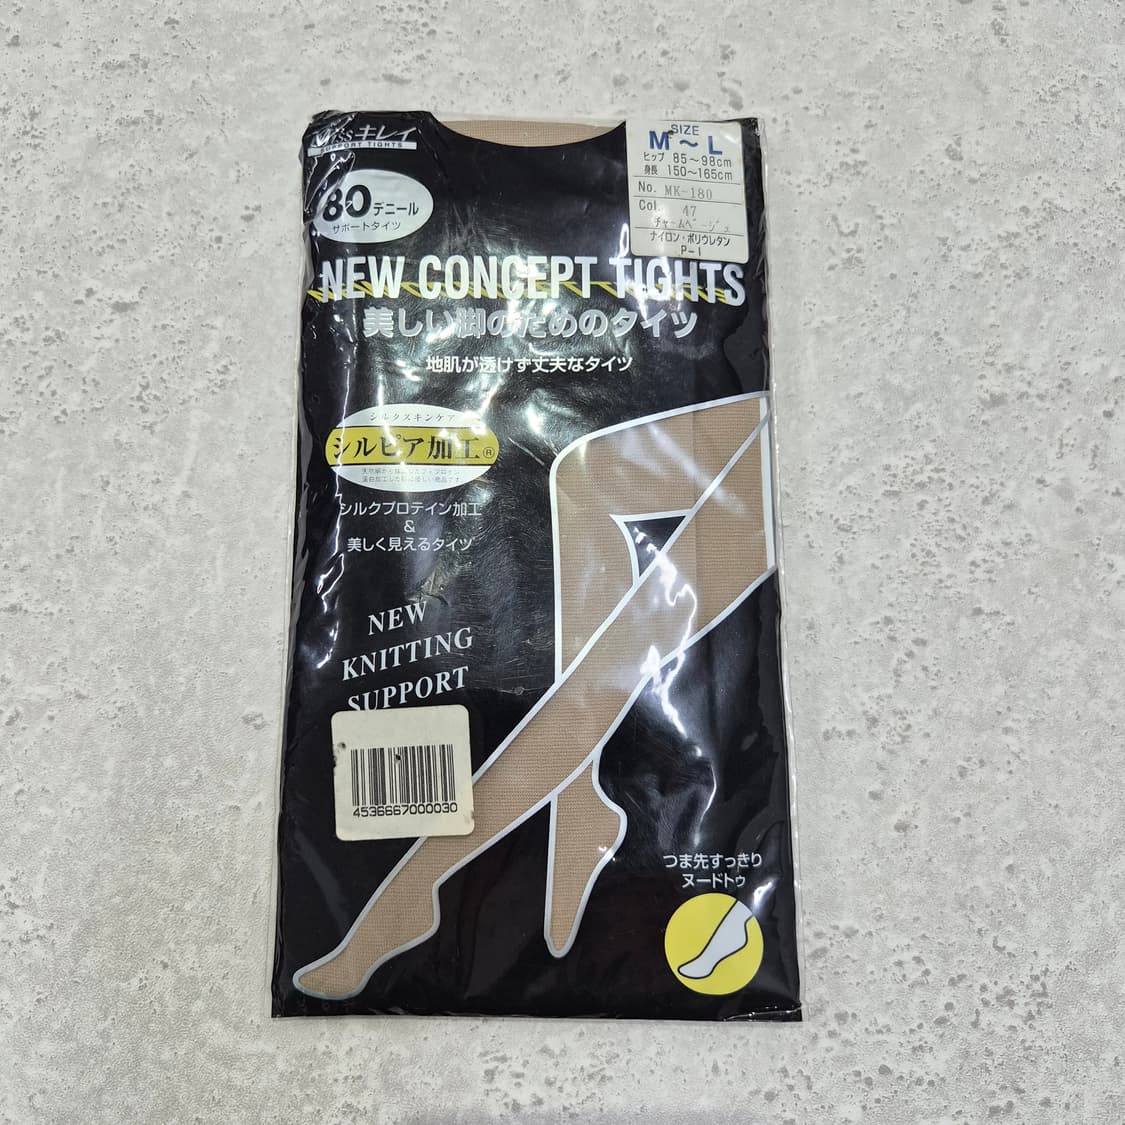 Missキレイ
SUPPORT TIGHTS
80デニール
サポートタイツ
SIZE
M～L
ヒップ 85～98cm
身長 150～165cm
No. MK-180
Col. 47
チャームベージュ
ナイロン・ポリウレタン
P-1
NEW CONCEPT TIGHTS
美しい脚のためのタイツ
地肌が透けず丈夫なタイツ
シルクスキンケア
シルピア加工®
シルクプロテイン加工
&
美しく見えるタイツ
NEW
KNITTING
SUPPORT
4536667000030
つま先すっきり
ヌードトゥ